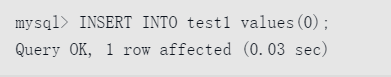 mysql> INSERT INTO test1 values(0);
Query OK, 1 row affected (0.03 sec)